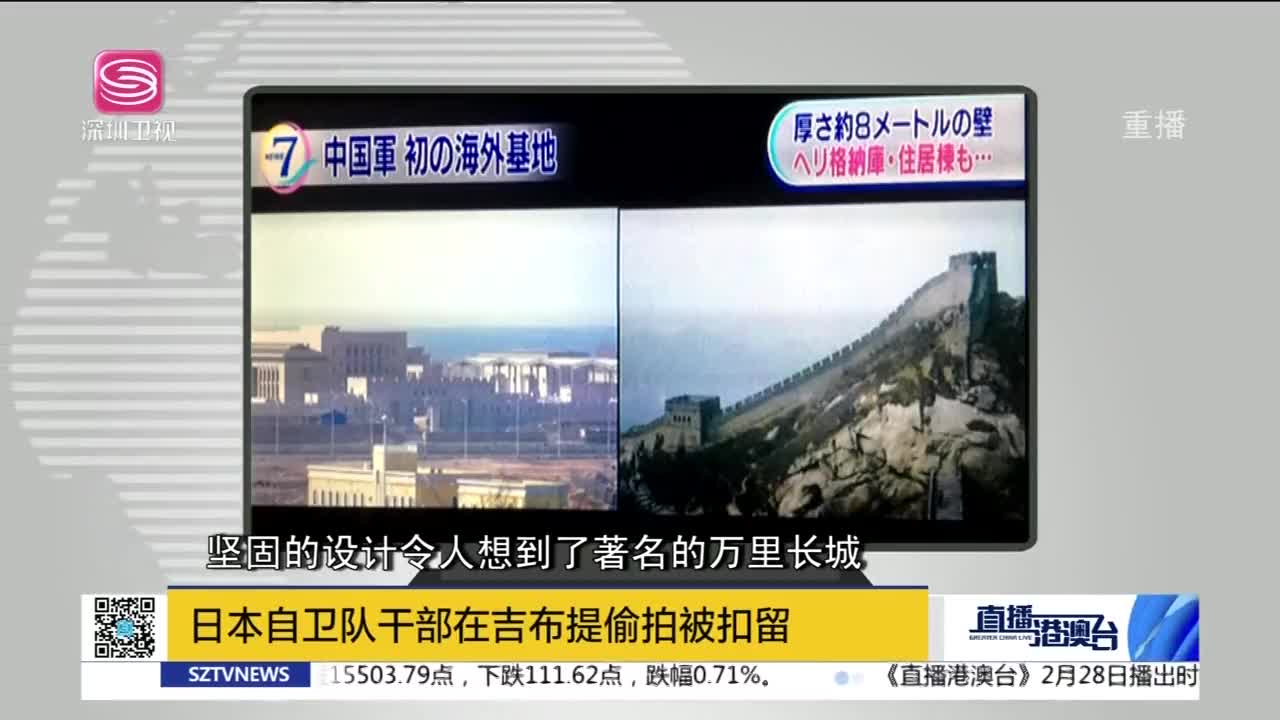 深圳卫视
重播
NEWS 7
中国軍 初の海外基地
厚さ約8メートルの壁
ヘリ格納庫・住居棟も…
坚固的设计令人想到了著名的万里长城
日本自卫队干部在吉布提偷拍被扣留
直播港澳台
GREATER CHINA LIVE
SZTVNEWS
15503.79点，下跌111.62点，跌幅0.71%。
《直播港澳台》2月28日播出时